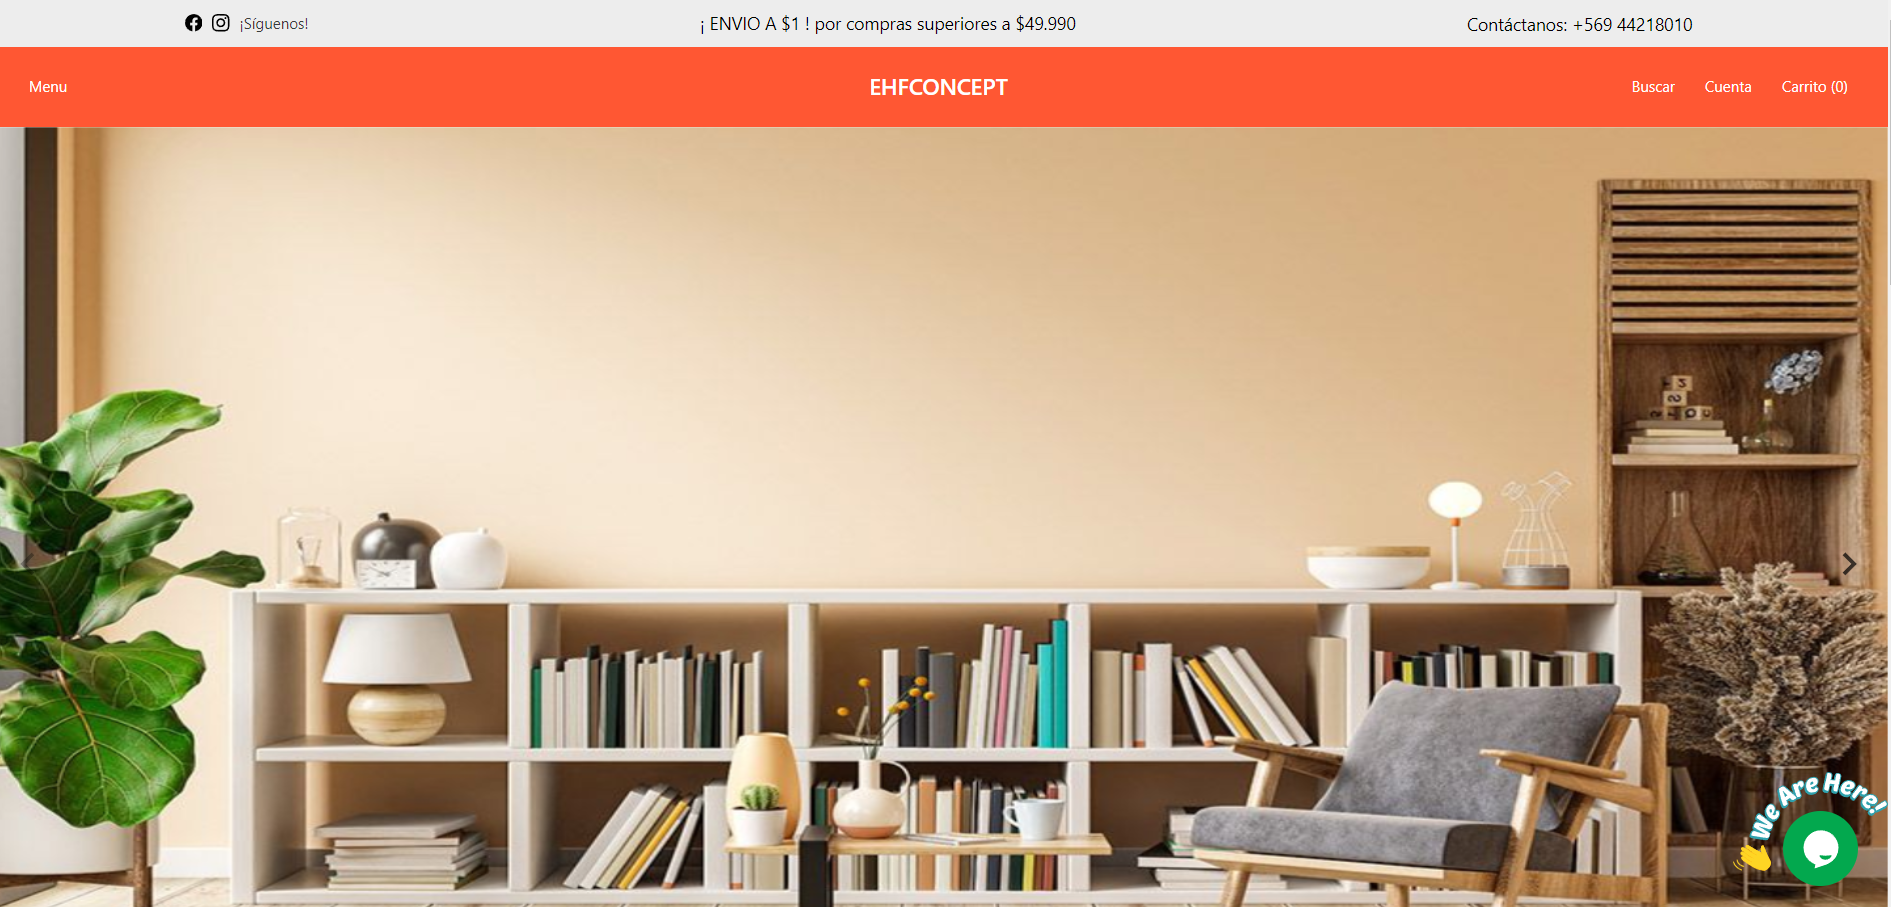 ¡Síguenos!
¡ ENVIO A $1 ! por compras superiores a $49.990
Contáctanos: +569 44218010
Menu
EHFCONCEPT
Buscar
Cuenta
Carrito (0)
We Are Here!